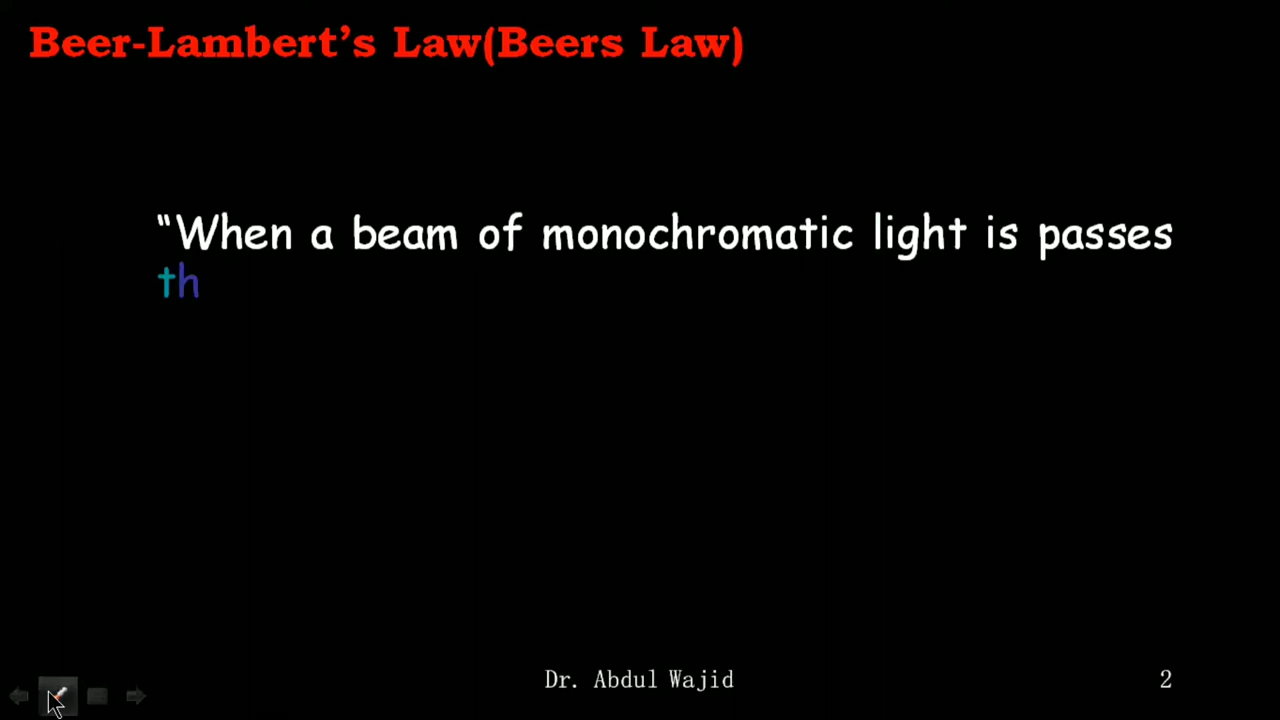 Beer-Lambert’s Law(Beers Law)
“When a beam of monochromatic light is passes
th
Dr. Abdul Wajid
2